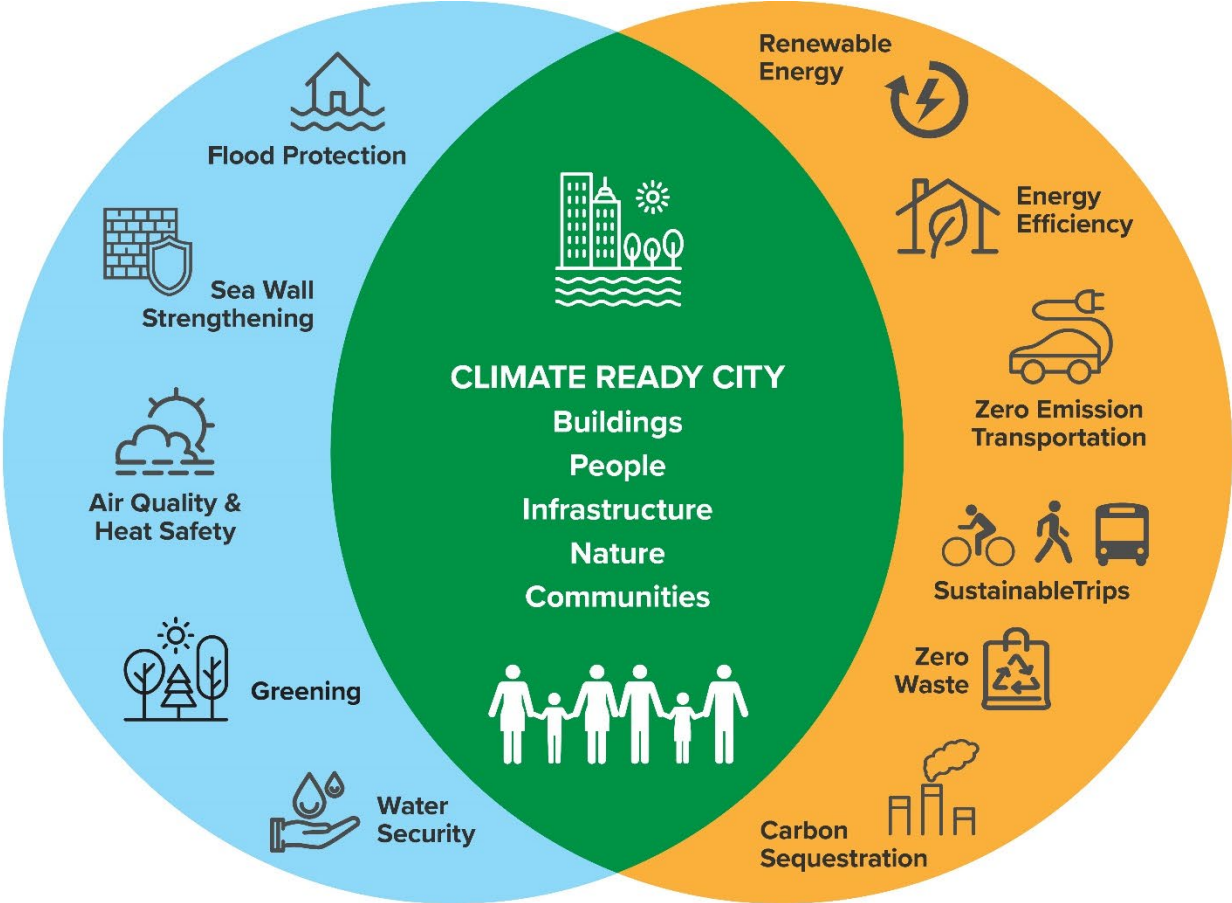 Flood Protection
Sea Wall
Strengthening
Air Quality &
Heat Safety
Greening
Water
Security
CLIMATE READY CITY
Buildings
People
Infrastructure
Nature
Communities
Renewable
Energy
Energy
Efficiency
Zero Emission
Transportation
SustainableTrips
Zero
Waste
Carbon
Sequestration